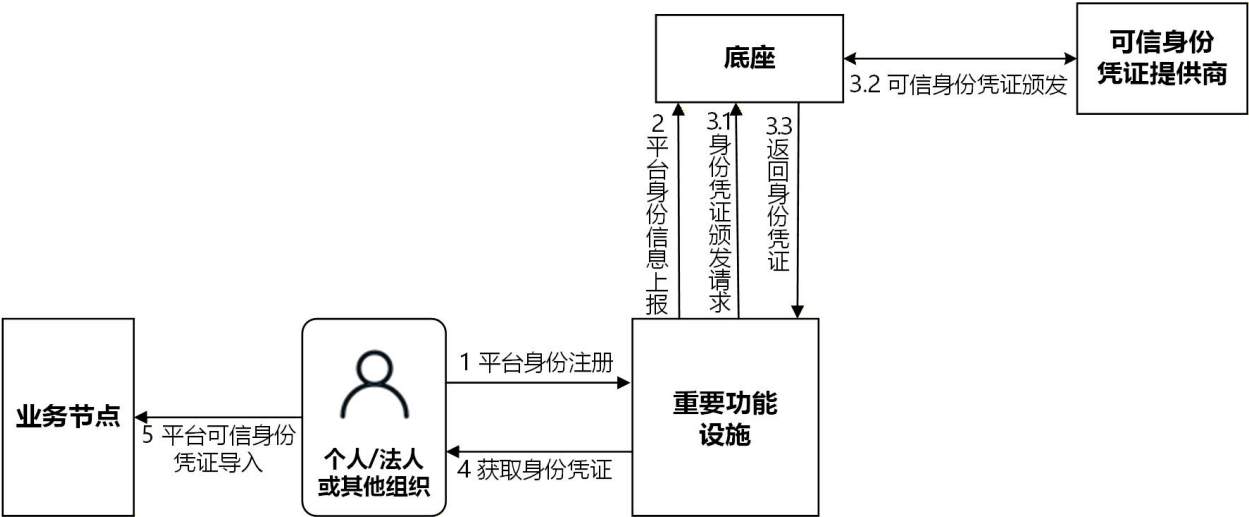 底座
可信身份
凭证提供商
3.2 可信身份凭证颁发
2 平台身份信息上报
3.1 身份凭证颁发请求
3.3 返回身份凭证
业务节点
5 平台可信身份
凭证导入
个人/法人
或其他组织
1 平台身份注册
4 获取身份凭证
重要功能
设施